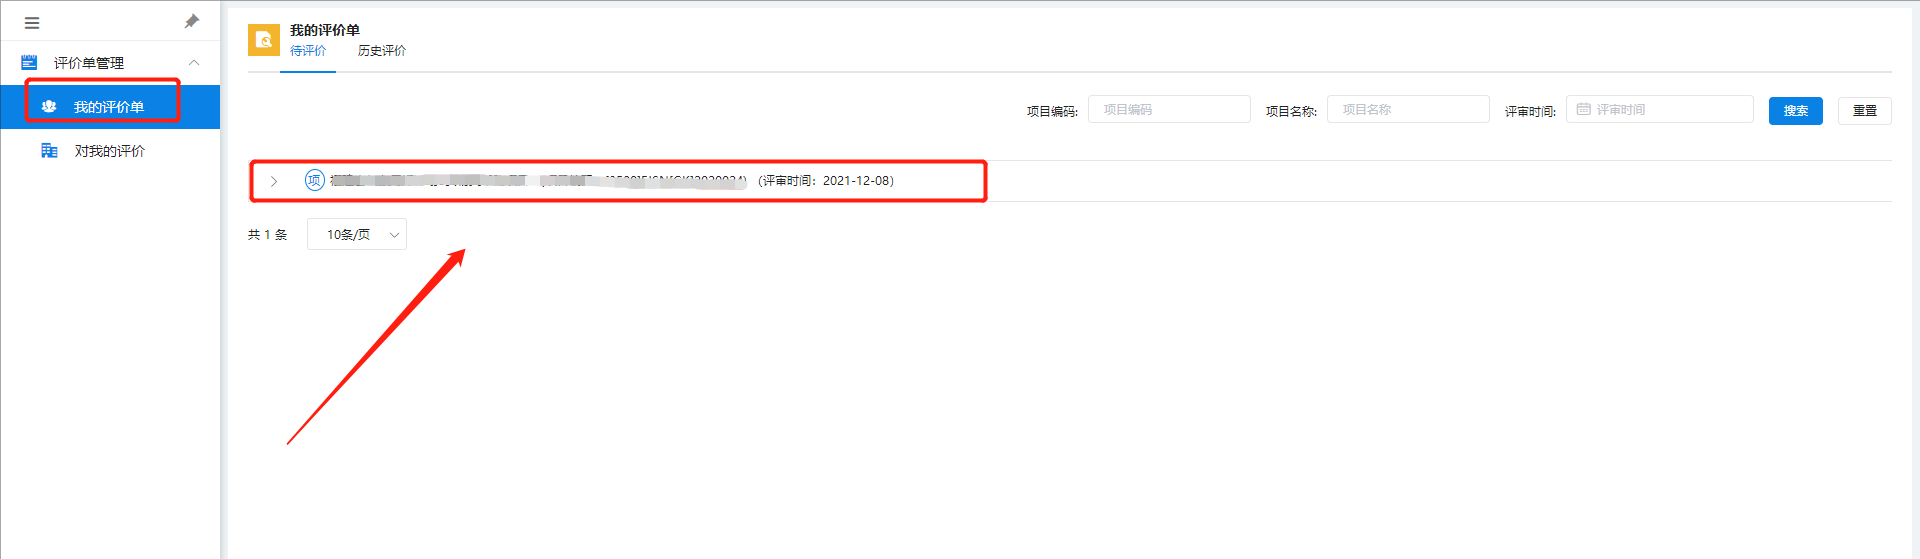 我的评价单
待评价 历史评价
评价单管理
我的评价单
对我的评价
项目编码: 项目编码 项目名称: 项目名称 评审时间: 评审时间 搜索 重置
项 (评审时间：2021-12-08)
共 1 条 10条/页